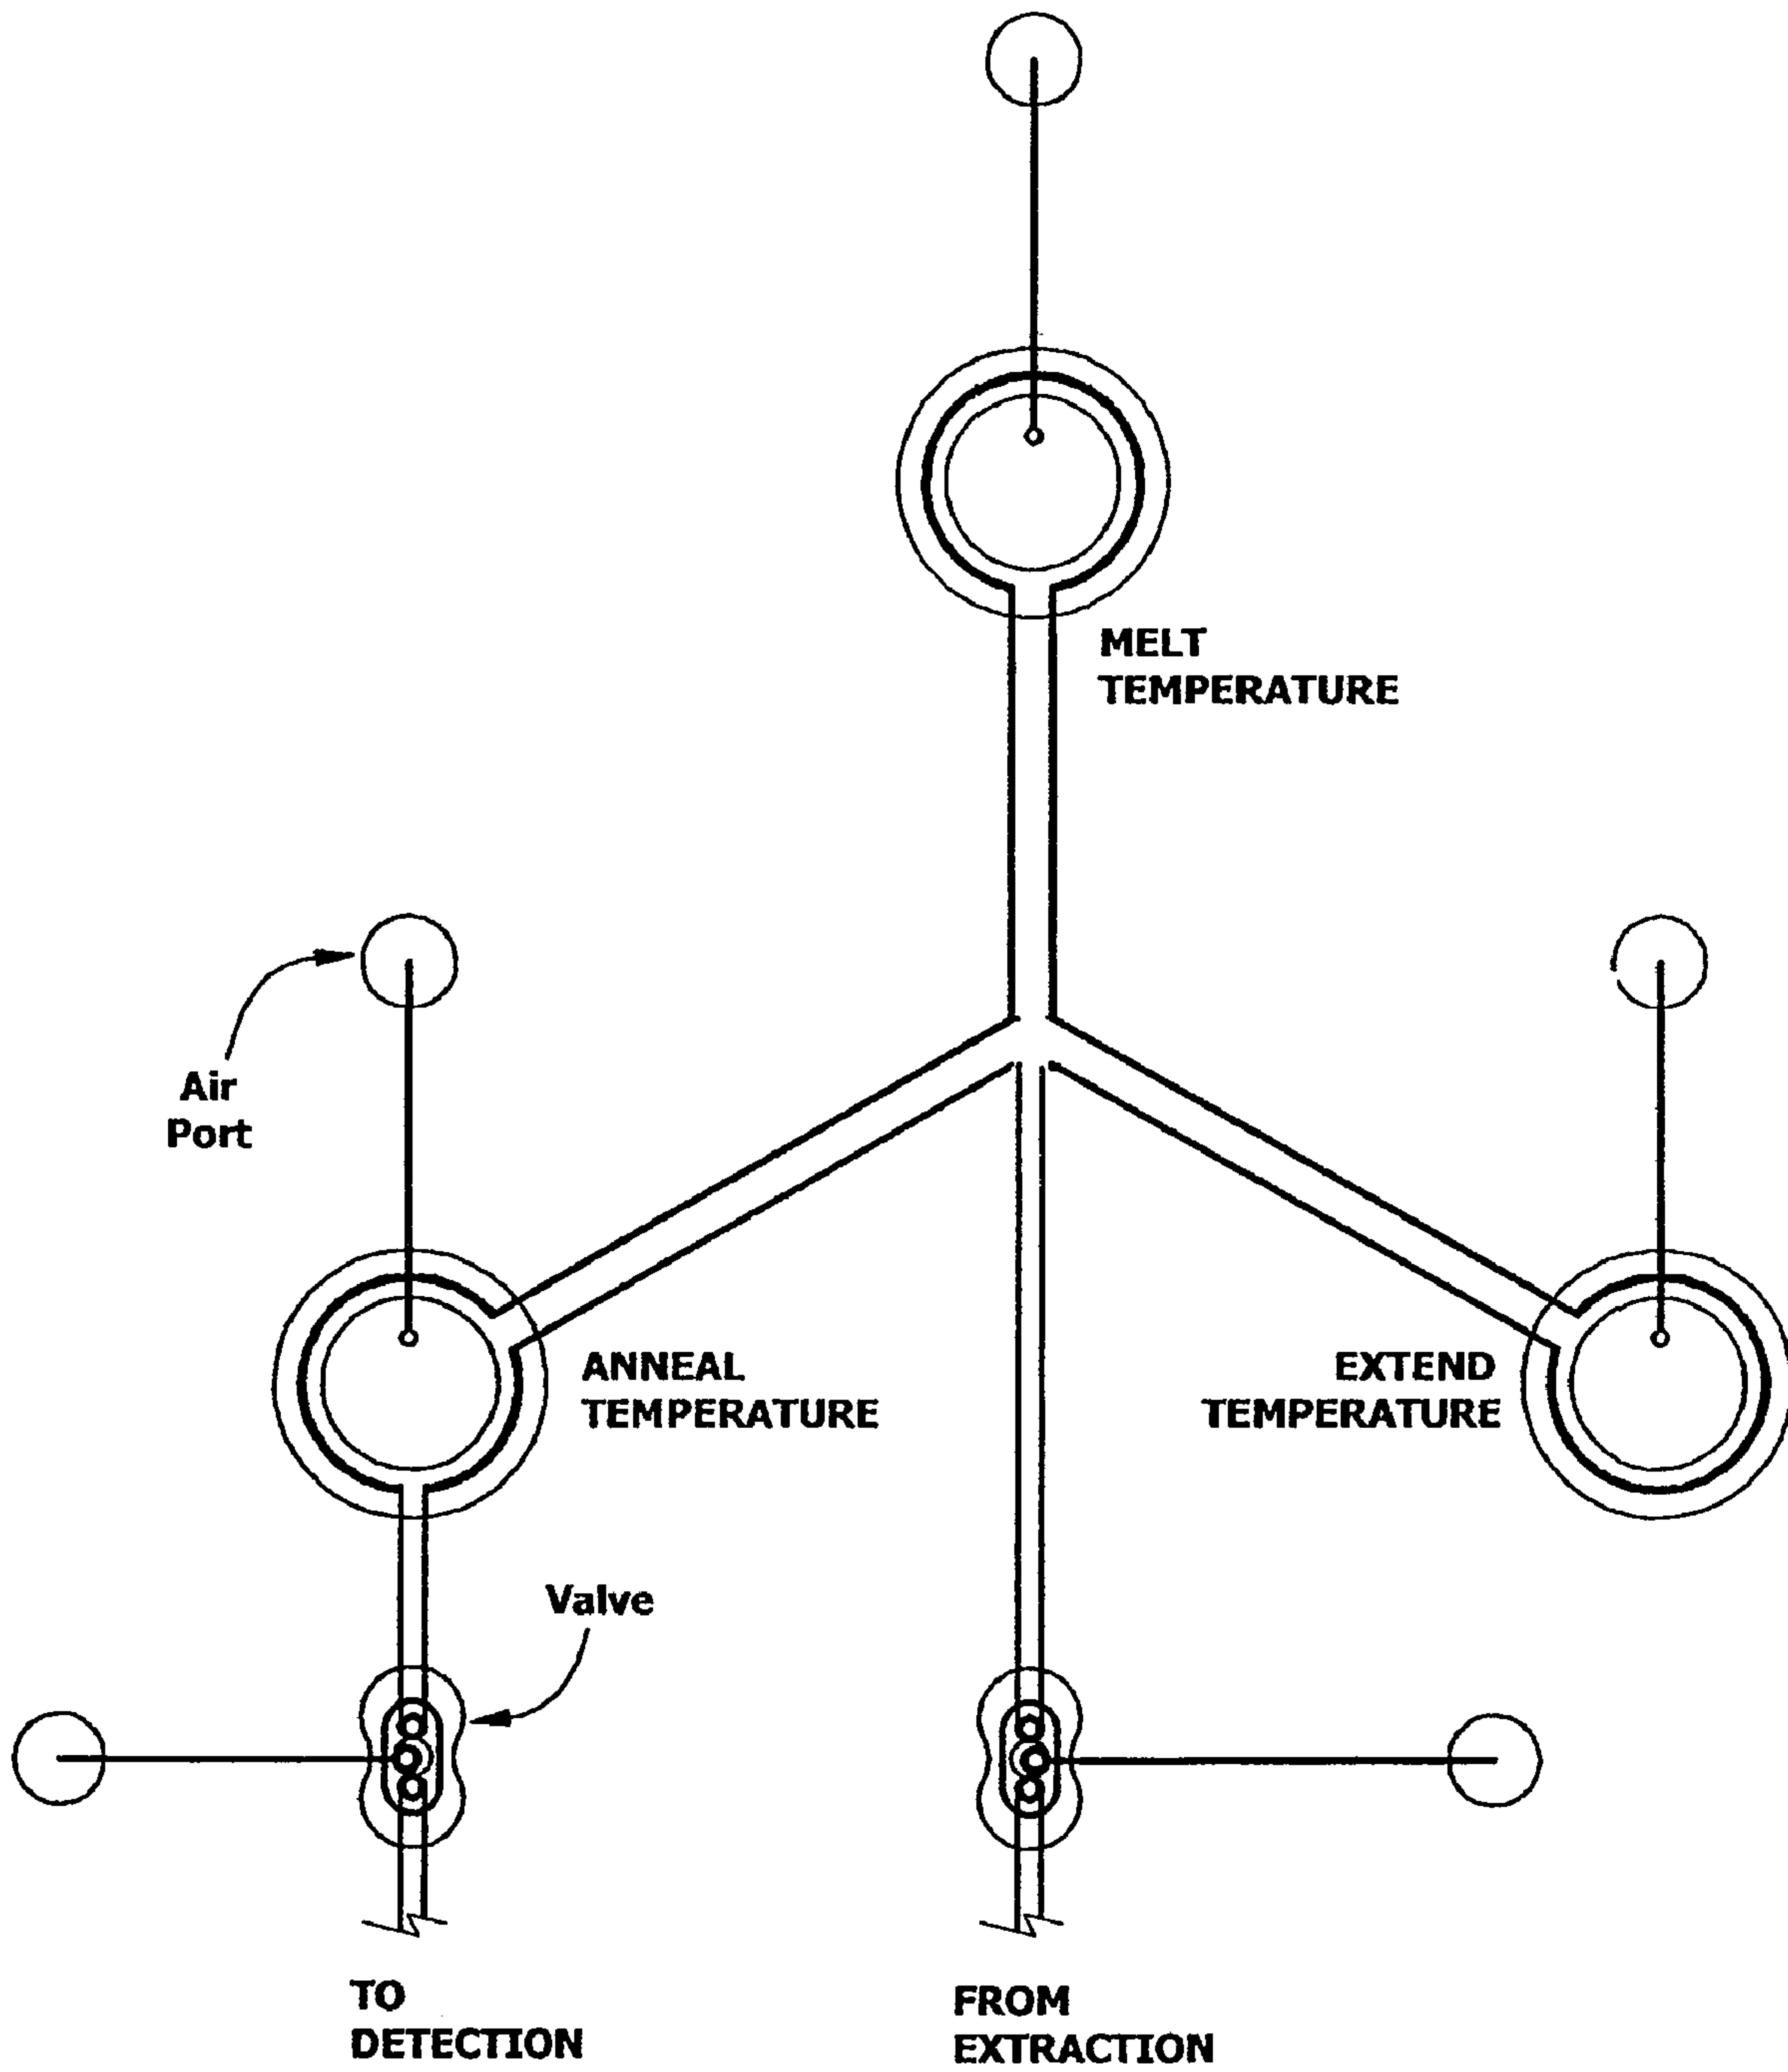 MELT
TEMPERATURE
Air
Port
ANNEAL
TEMPERATURE
EXTEND
TEMPERATURE
Valve
TO
DETECTION
FROM
EXTRACTION